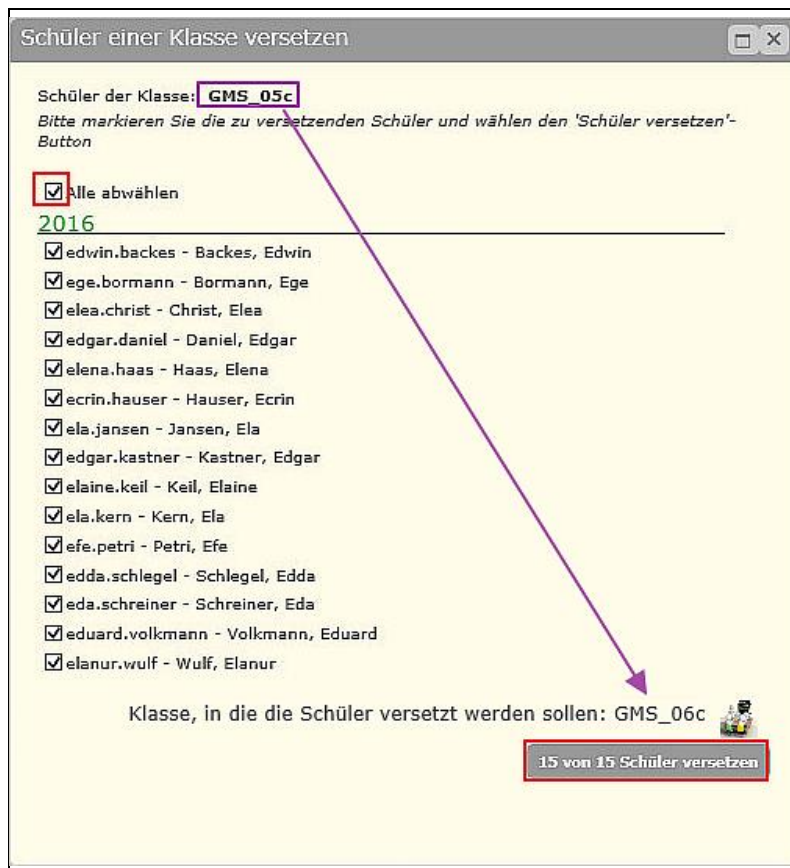 Schüler einer Klasse versetzen
Schüler der Klasse: GMS_05c
Bitte markieren Sie die zu versetzenden Schüler und wählen den 'Schüler versetzen'-
Button
Alle abwählen
2016
edwin.backes - Backes, Edwin
ege.bormann - Bormann, Ege
elea.christ - Christ, Elea
edgar.daniel - Daniel, Edgar
elena.haas - Haas, Elena
ecrin.hauser - Hauser, Ecrin
ela.jansen - Jansen, Ela
edgar.kastner - Kastner, Edgar
elaine.keil - Keil, Elaine
ela.kern - Kern, Ela
efe.petri - Petri, Efe
edda.schlegel - Schlegel, Edda
eda.schreiner - Schreiner, Eda
eduard.volkmann - Volkmann, Eduard
elanur.wulf - Wulf, Elanur
Klasse, in die die Schüler versetzt werden sollen: GMS_06c
15 von 15 Schüler versetzen